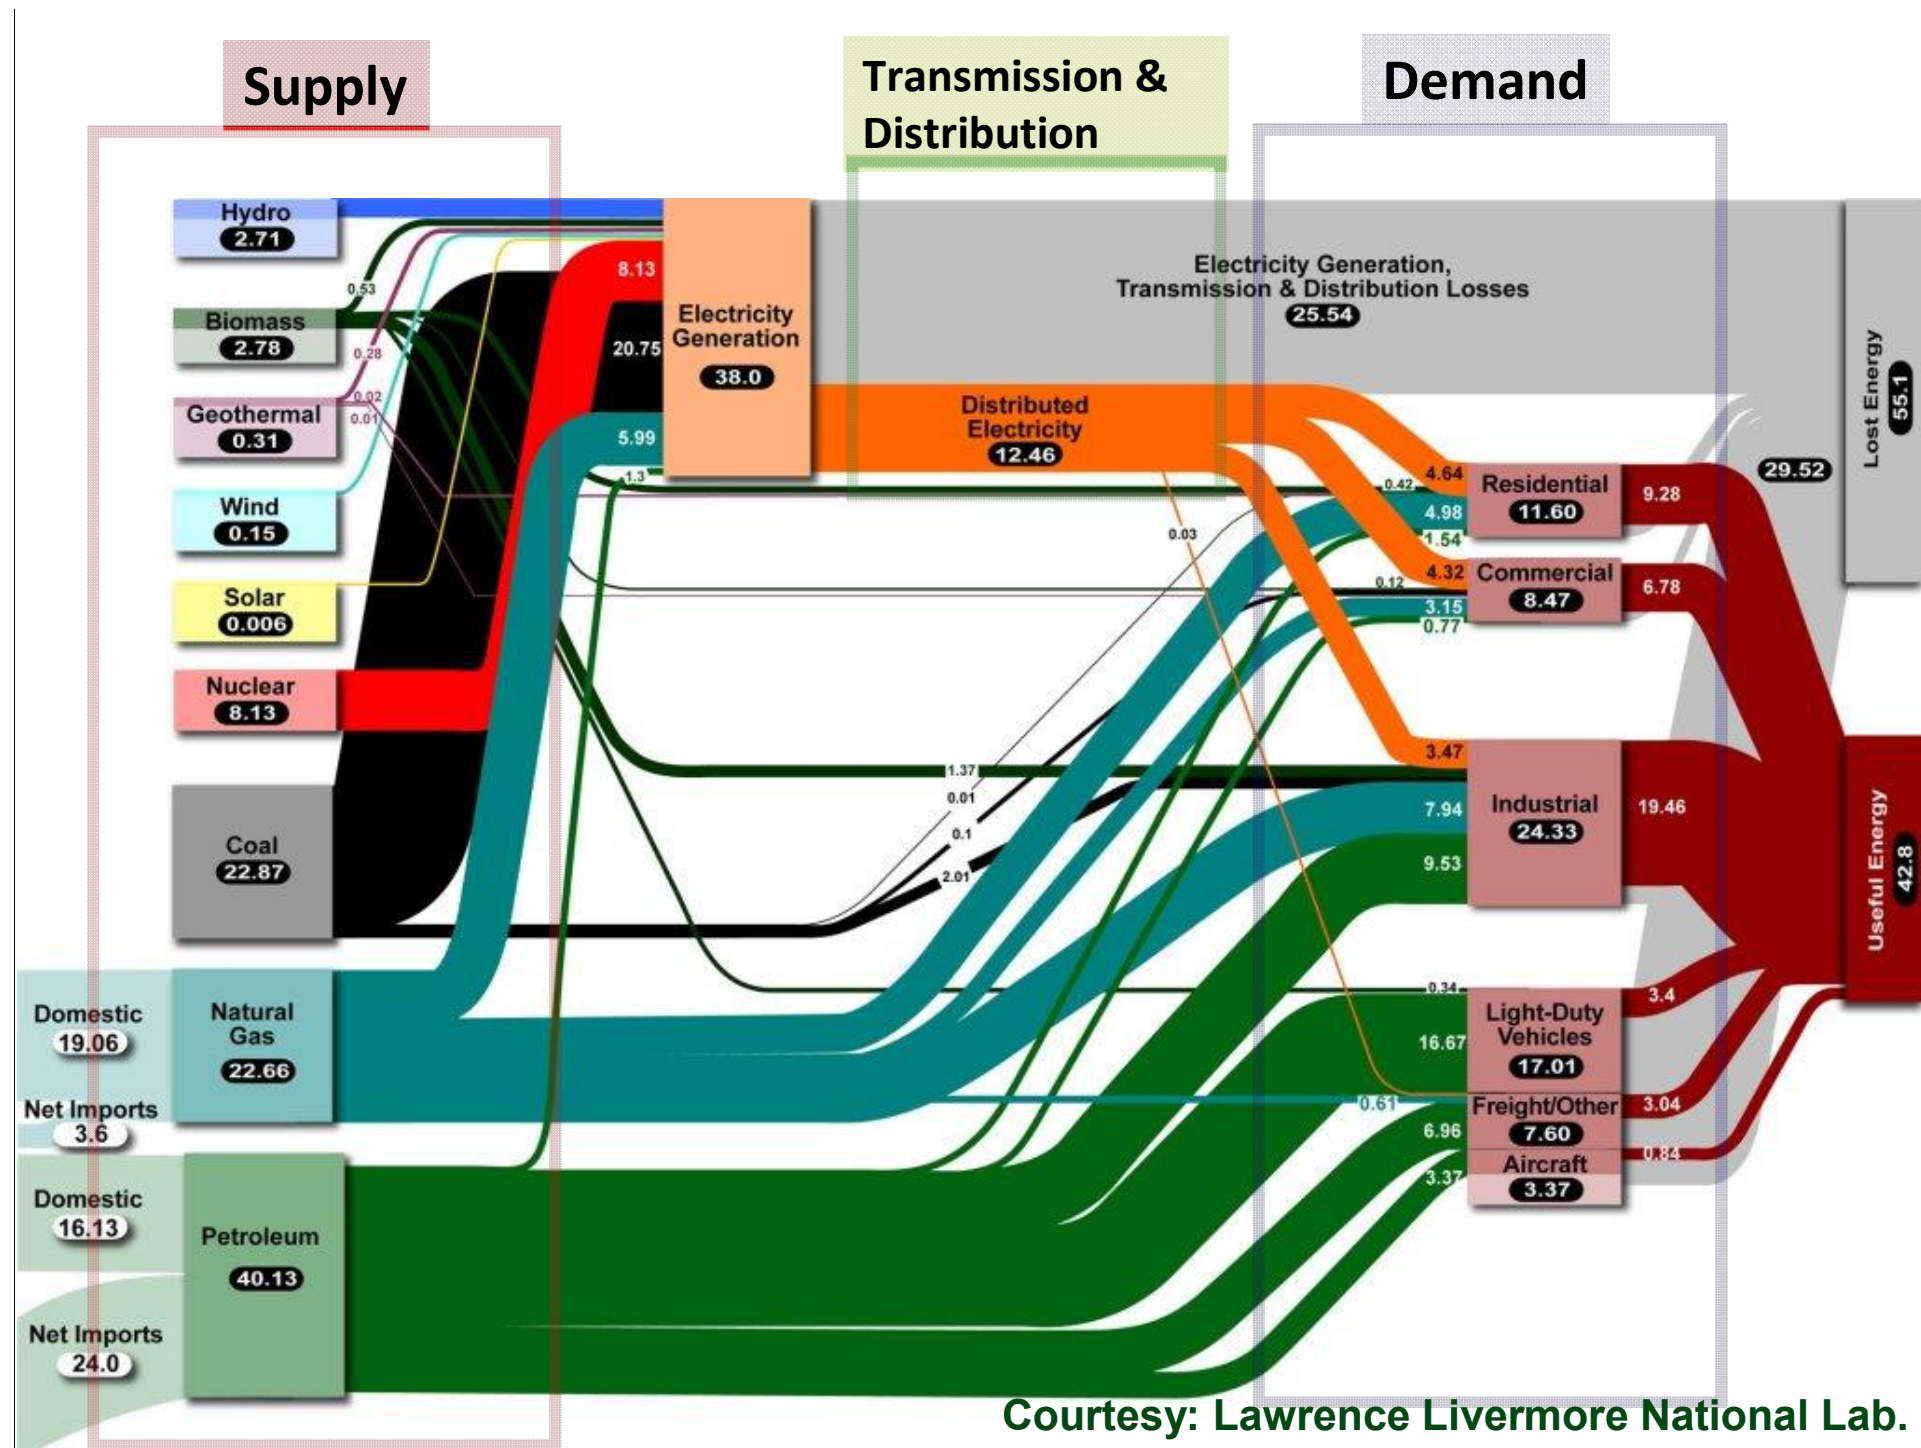 Supply
Transmission &
Distribution
Demand
Hydro
2.71
Biomass
2.78
Geothermal
0.31
Wind
0.15
Solar
0.006
Nuclear
8.13
Coal
22.87
Domestic
19.06
Net Imports
3.6
Natural
Gas
22.66
Domestic
16.13
Net Imports
24.0
Petroleum
40.13
0.53
0.28
0.02
0.01
8.13
20.75
5.99
1.3
Electricity
Generation
38.0
Electricity Generation,
Transmission & Distribution Losses
25.54
Distributed
Electricity
12.46
0.03
1.37
0.01
0.1
2.01
0.42
4.64
4.98
1.54
0.12
4.32
3.15
0.77
3.47
7.94
9.53
0.34
16.67
0.61
6.96
3.37
Residential
11.60
Commercial
8.47
Industrial
24.33
Light-Duty
Vehicles
17.01
Freight/Other
7.60
Aircraft
3.37
9.28
6.78
19.46
3.4
3.04
0.84
29.52
Lost Energy
55.1
Useful Energy
42.8
Courtesy: Lawrence Livermore National Lab.